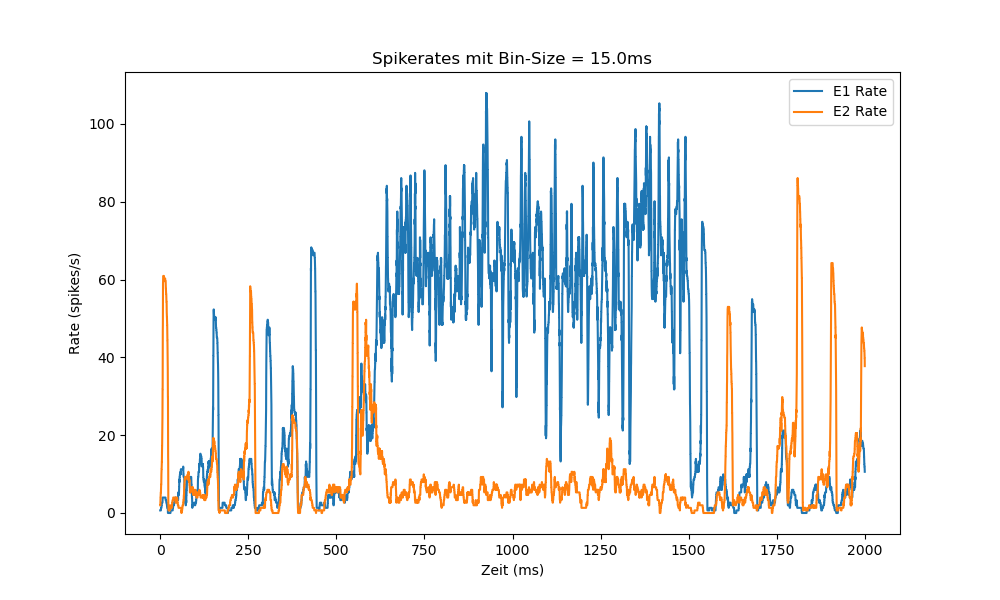 Spikerates mit Bin-Size = 15.0ms
E1 Rate
E2 Rate
Rate (spikes/s)
100
80
60
40
20
0
0 250 500 750 1000 1250 1500 1750 2000
Zeit (ms)